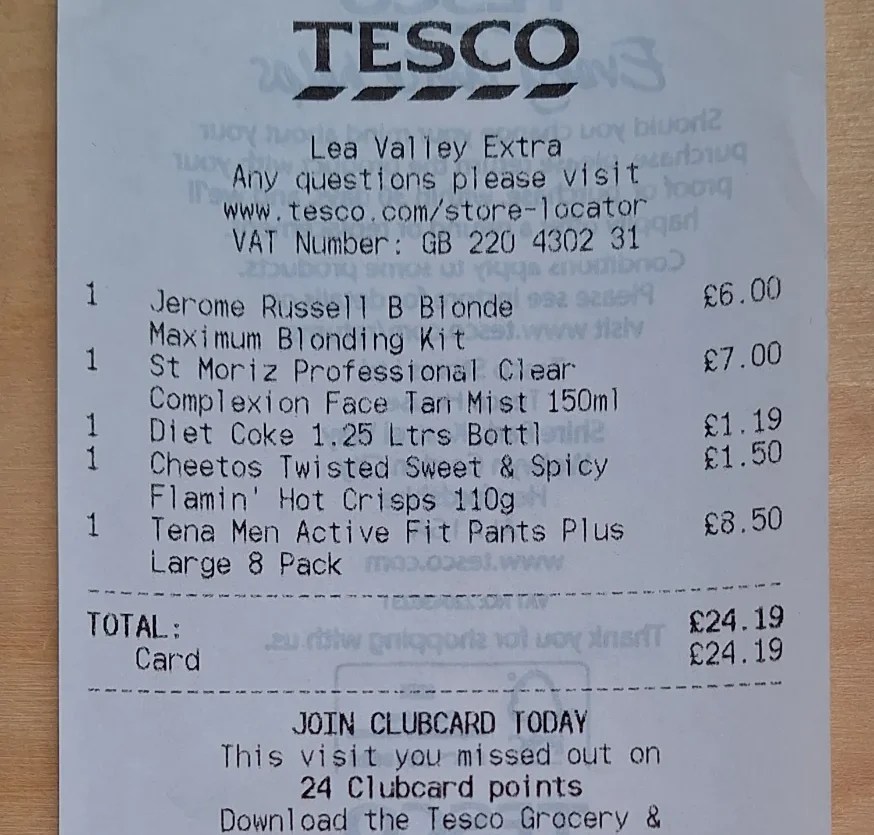 TESCO
Lea Valley Extra
Any questions please visit
www.tesco.com/store-locator
VAT Number: GB 220 4302 31
1 Jerome Russell B Blonde £6.00
Maximum Blonding Kit
1 St Moriz Professional Clear £7.00
Complexion Face Tan Mist 150ml
1 Diet Coke 1.25 Ltrs Bottl £1.19
1 Cheetos Twisted Sweet & Spicy £1.50
Flamin' Hot Crisps 110g
1 Tena Men Active Fit Pants Plus £8.50
Large 8 Pack
TOTAL: £24.19
Card £24.19
JOIN CLUBCARD TODAY
This visit you missed out on
24 Clubcard points
Download the Tesco Grocery &